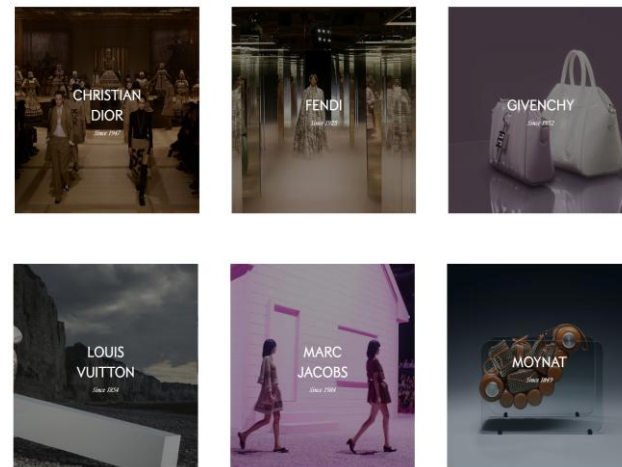 CHRISTIAN
DIOR
Since 1947
FENDI
Since 1925
GIVENCHY
Since 1952
LOUIS
VUITTON
Since 1854
MARC
JACOBS
Since 1984
MOYNAT
Since 1849